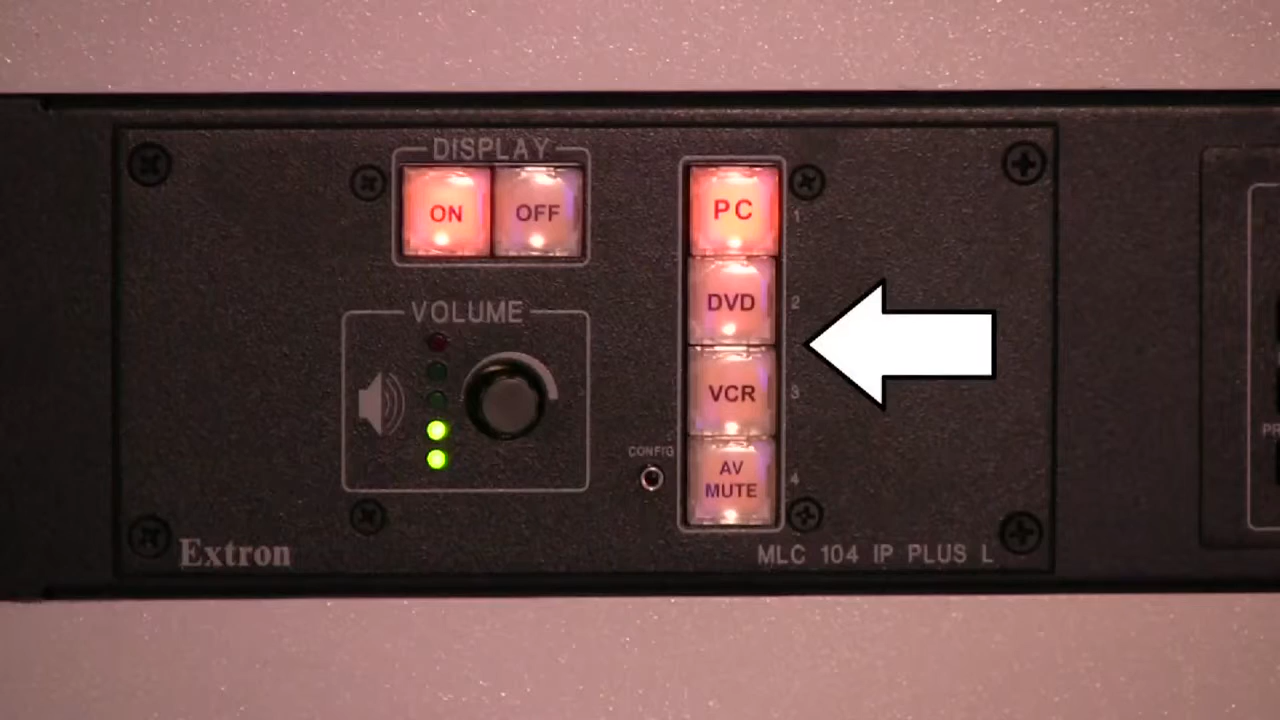 DISPLAY
ON OFF
PC 1
DVD 2
VCR 3
AV
MUTE 4
VOLUME
CONFIG
Extron
MLC 104 IP PLUS L